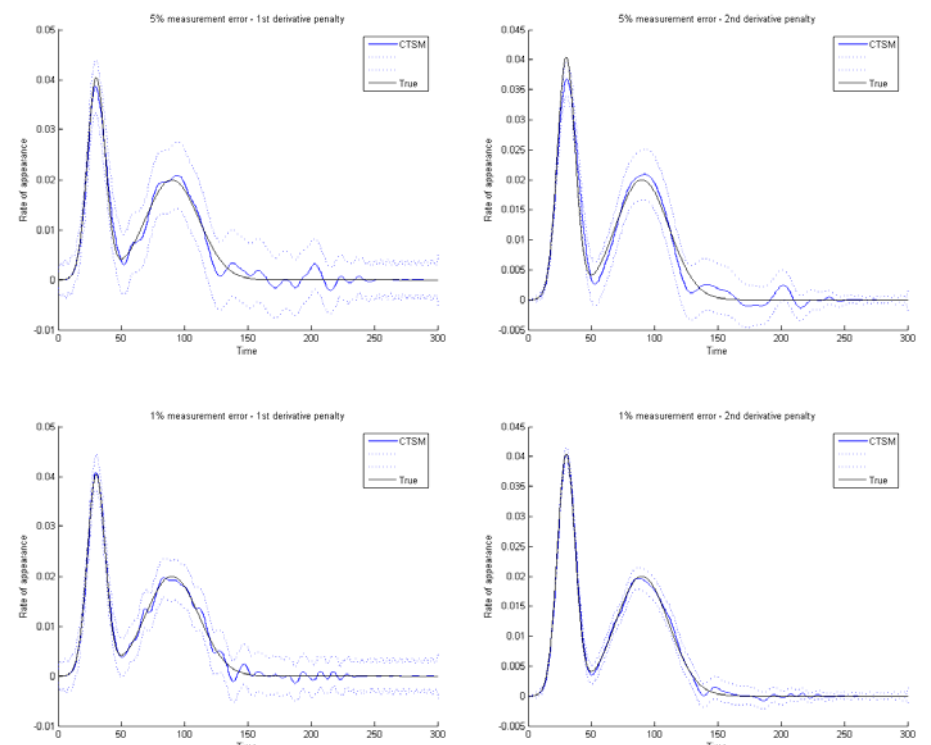 5% measurement error - 1st derivative penalty
0.05
0.04
0.03
0.02
0.01
0
-0.01
Rate of appearance
0 50 100 150 200 250 300
Time
CTSM
True
5% measurement error - 2nd derivative penalty
0.045
0.04
0.035
0.03
0.025
0.02
0.015
0.01
0.005
0
-0.005
Rate of appearance
0 50 100 150 200 250 300
Time
CTSM
True
1% measurement error - 1st derivative penalty
0.05
0.04
0.03
0.02
0.01
0
-0.01
Rate of appearance
0 50 100 150 200 250 300
Time
CTSM
True
1% measurement error - 2nd derivative penalty
0.045
0.04
0.035
0.03
0.025
0.02
0.015
0.01
0.005
0
-0.005
Rate of appearance
0 50 100 150 200 250 300
Time
CTSM
True